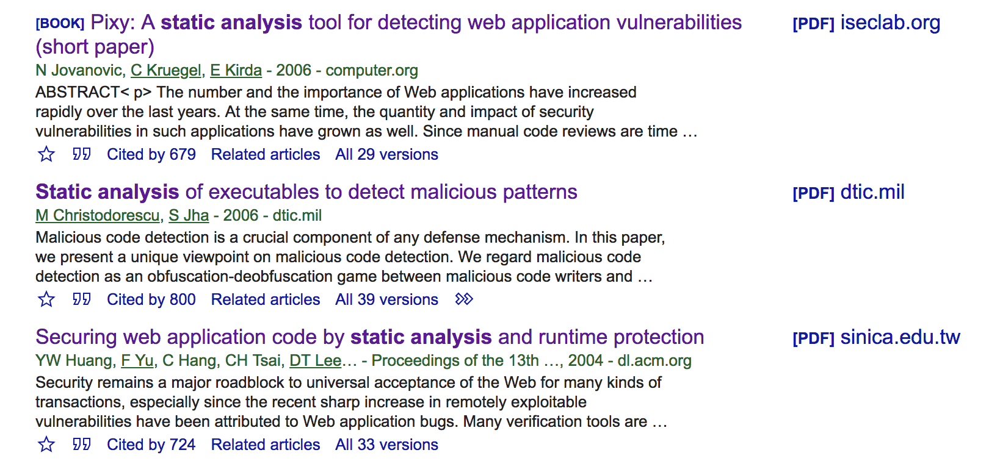 [BOOK] Pixy: A static analysis tool for detecting web application vulnerabilities [PDF] iseclab.org
(short paper)
N Jovanovic, C Kruegel, E Kirda - 2006 - computer.org
ABSTRACT< p> The number and the importance of Web applications have increased
rapidly over the last years. At the same time, the quantity and impact of security
vulnerabilities in such applications have grown as well. Since manual code reviews are time …
Cited by 679 Related articles All 29 versions
Static analysis of executables to detect malicious patterns [PDF] dtic.mil
M Christodorescu, S Jha - 2006 - dtic.mil
Malicious code detection is a crucial component of any defense mechanism. In this paper,
we present a unique viewpoint on malicious code detection. We regard malicious code
detection as an obfuscation-deobfuscation game between malicious code writers and …
Cited by 800 Related articles All 39 versions
Securing web application code by static analysis and runtime protection [PDF] sinica.edu.tw
YW Huang, F Yu, C Hang, CH Tsai, DT Lee… - Proceedings of the 13th …, 2004 - dl.acm.org
Security remains a major roadblock to universal acceptance of the Web for many kinds of
transactions, especially since the recent sharp increase in remotely exploitable
vulnerabilities have been attributed to Web application bugs. Many verification tools are …
Cited by 724 Related articles All 33 versions